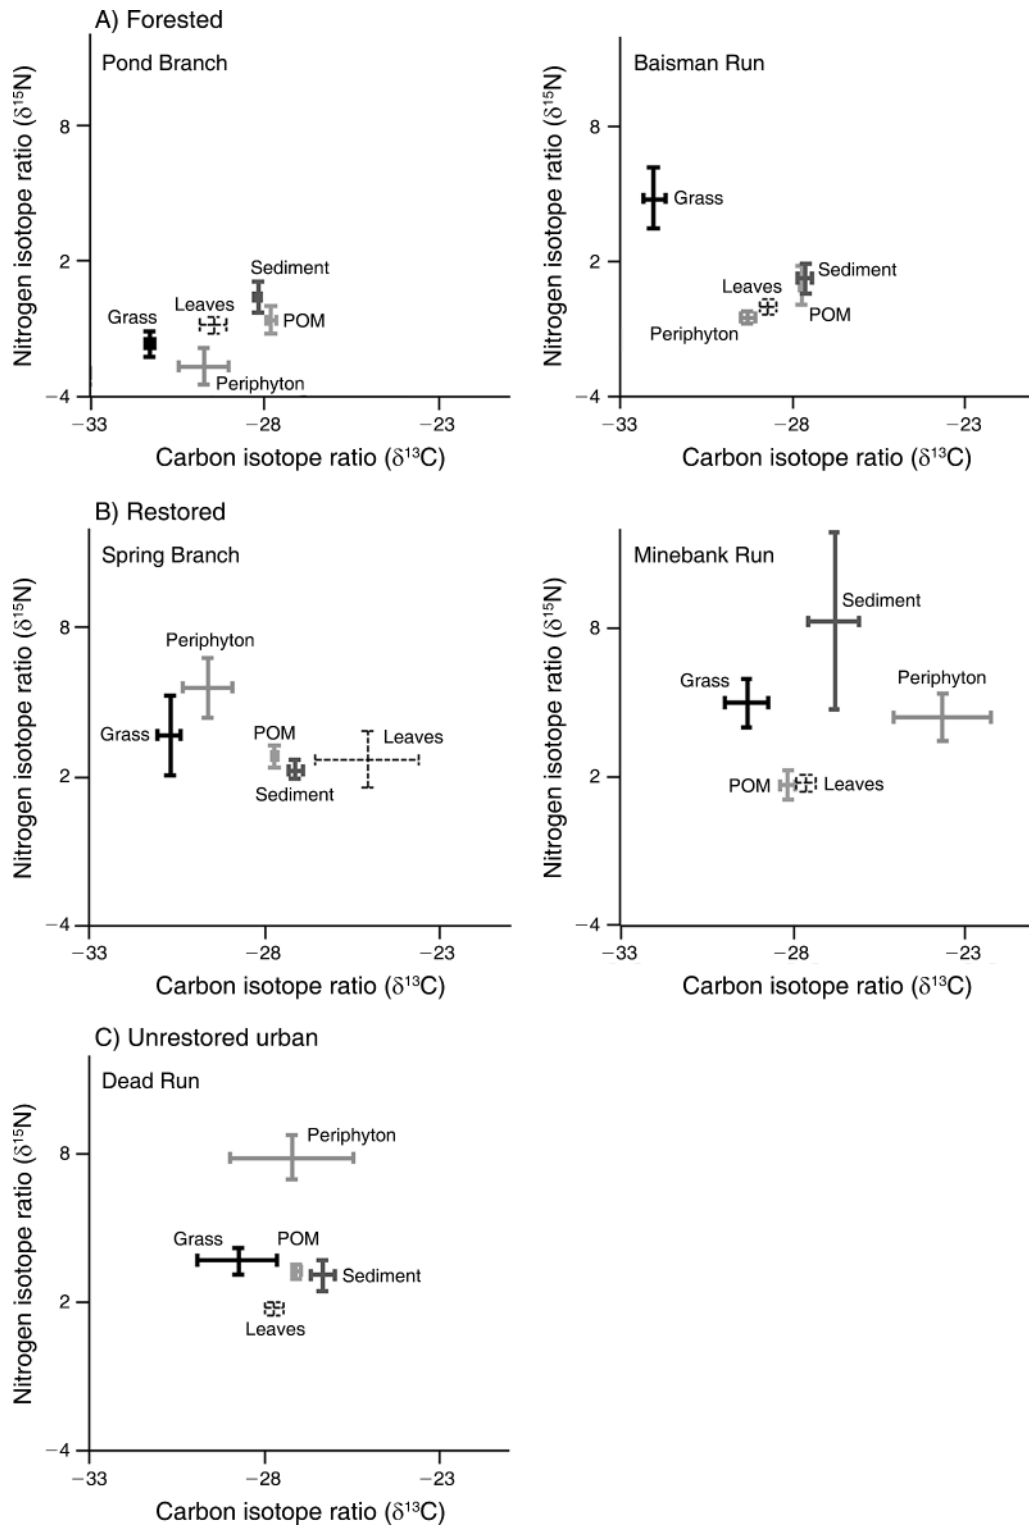 A) Forested
Pond Branch
Nitrogen isotope ratio (δ¹⁵N)
8
2
−4
Sediment
Leaves
POM
Grass
Periphyton
−33
−28
−23
Carbon isotope ratio (δ¹³C)
Baisman Run
Nitrogen isotope ratio (δ¹⁵N)
8
2
−4
Grass
Sediment
Leaves
POM
Periphyton
−33
−28
−23
Carbon isotope ratio (δ¹³C)
B) Restored
Spring Branch
Nitrogen isotope ratio (δ¹⁵N)
8
2
−4
Periphyton
Grass
POM
Leaves
Sediment
−33
−28
−23
Carbon isotope ratio (δ¹³C)
Minebank Run
Nitrogen isotope ratio (δ¹⁵N)
8
2
−4
Sediment
Grass
Periphyton
POM
Leaves
−33
−28
−23
Carbon isotope ratio (δ¹³C)
C) Unrestored urban
Dead Run
Nitrogen isotope ratio (δ¹⁵N)
8
2
−4
Periphyton
Grass
POM
Sediment
Leaves
−33
−28
−23
Carbon isotope ratio (δ¹³C)